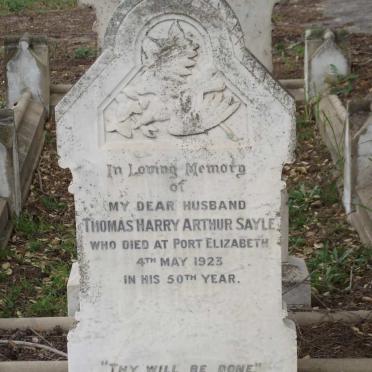 In Loving Memory
of
MY DEAR HUSBAND
THOMAS HARRY ARTHUR SAYLE
WHO DIED AT PORT ELIZABETH
4TH MAY 1923
IN HIS 50TH YEAR.
"THY WILL BE DONE"